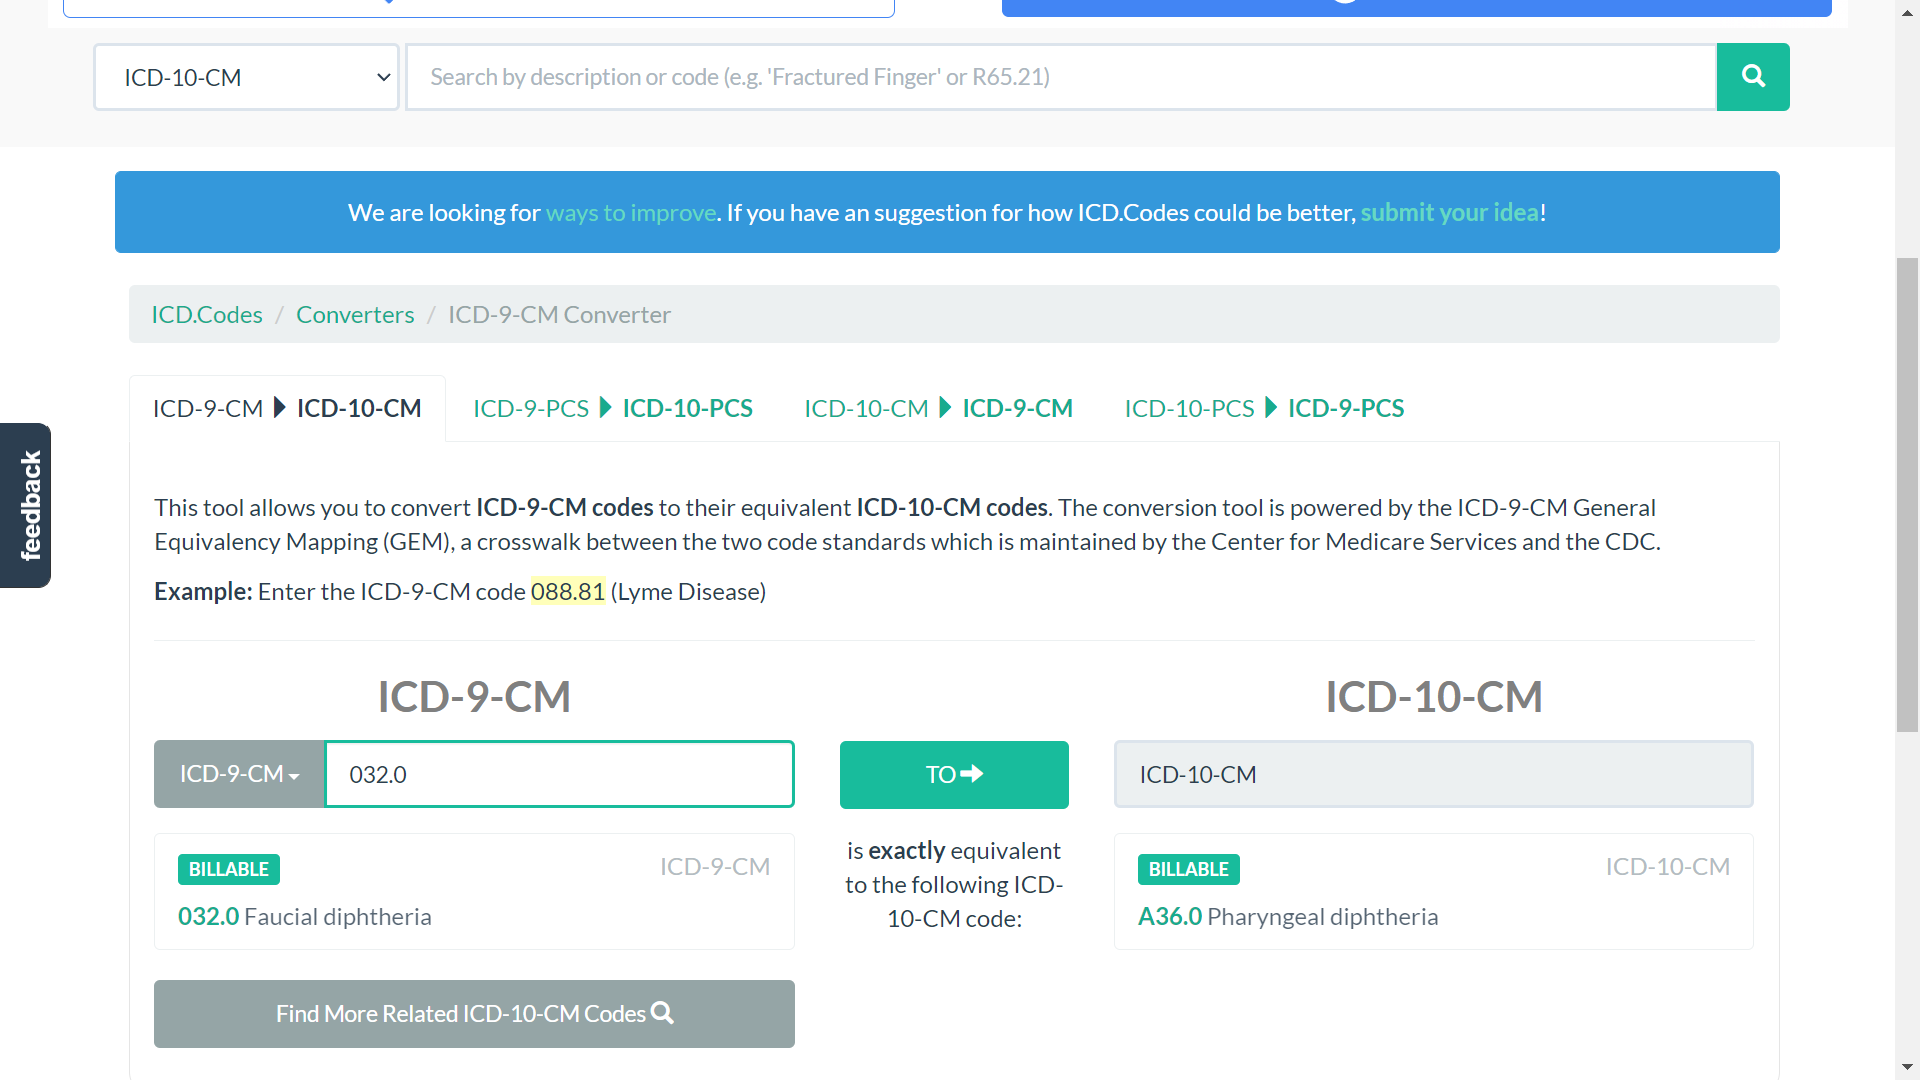 ICD-10-CM
Search by description or code (e.g. 'Fractured Finger' or R65.21)
We are looking for ways to improve. If you have an suggestion for how ICD.Codes could be better, submit your idea!
ICD.Codes / Converters / ICD-9-CM Converter
ICD-9-CM ICD-10-CM ICD-9-PCS ICD-10-PCS ICD-10-CM ICD-9-CM ICD-10-PCS ICD-9-PCS
feedback
This tool allows you to convert ICD-9-CM codes to their equivalent ICD-10-CM codes. The conversion tool is powered by the ICD-9-CM General
Equivalency Mapping (GEM), a crosswalk between the two code standards which is maintained by the Center for Medicare Services and the CDC.
Example: Enter the ICD-9-CM code 088.81 (Lyme Disease)
ICD-9-CM
ICD-10-CM
ICD-9-CM
032.0
TO
ICD-10-CM
BILLABLE
ICD-9-CM
032.0 Faucial diphtheria
is exactly equivalent
to the following ICD-
10-CM code:
BILLABLE
ICD-10-CM
A36.0 Pharyngeal diphtheria
Find More Related ICD-10-CM Codes